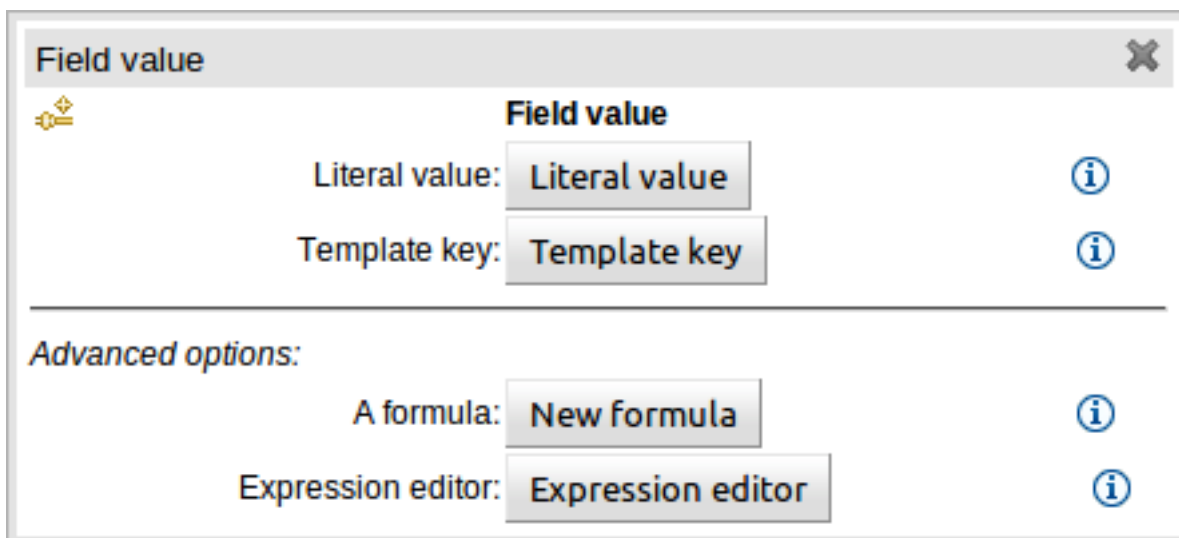 Field value
Field value
Literal value: Literal value
Template key: Template key
Advanced options:
A formula: New formula
Expression editor: Expression editor